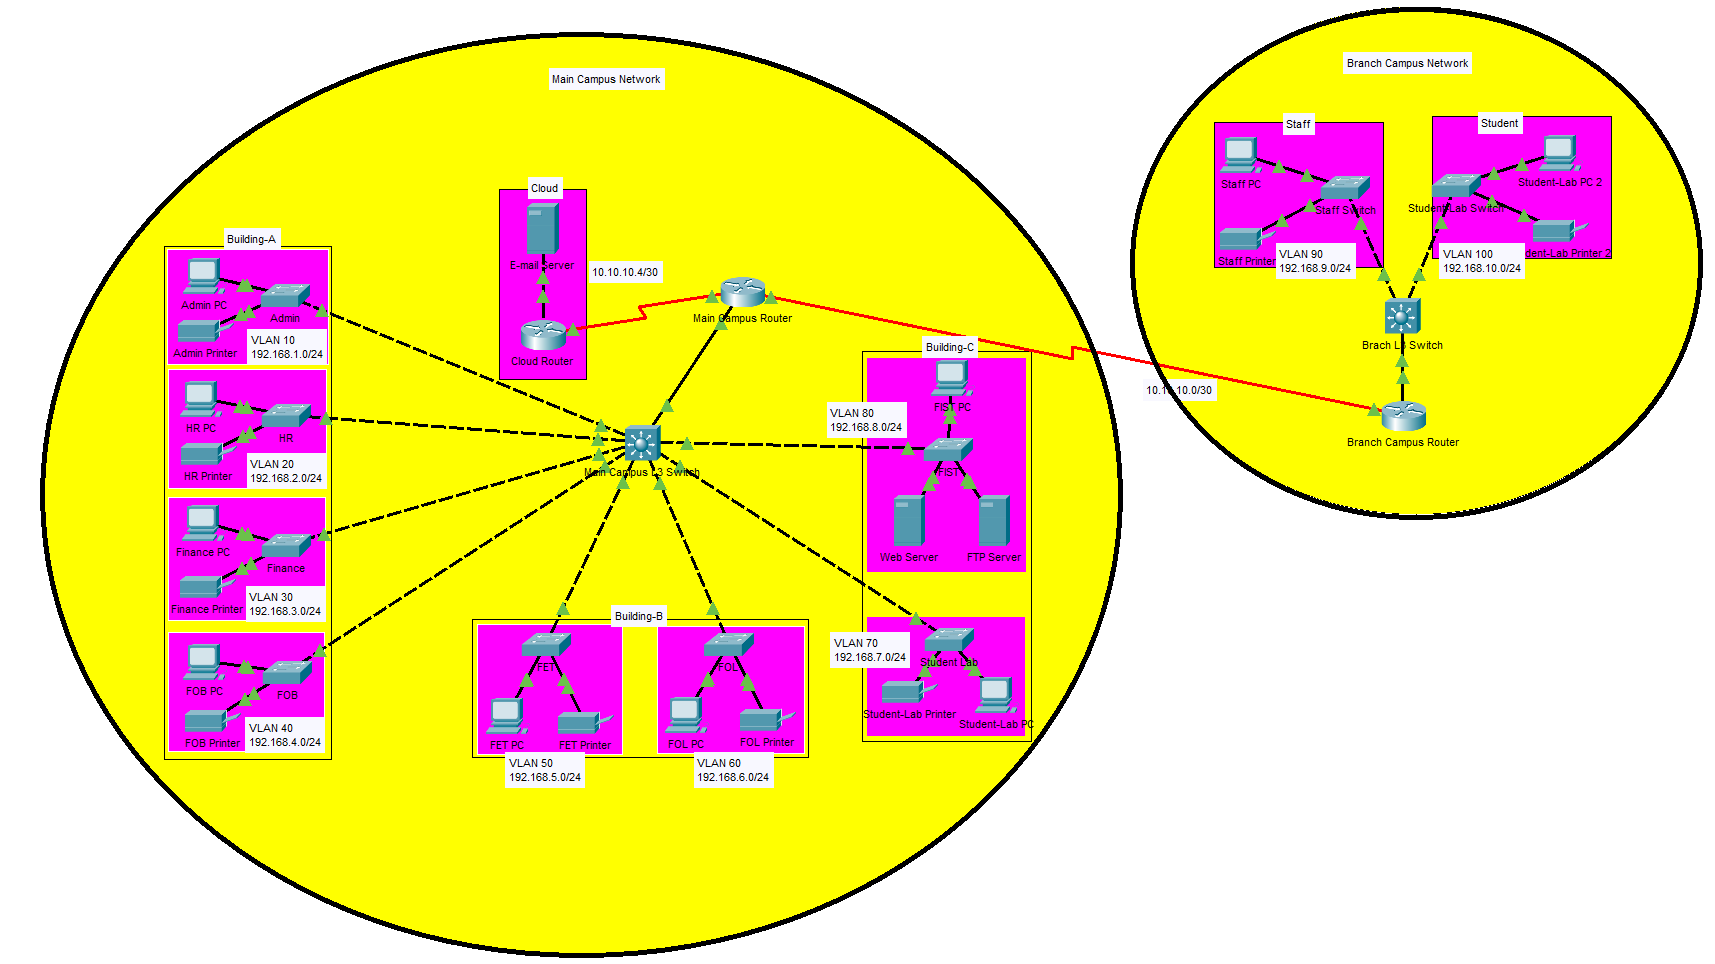 Main Campus Network
Branch Campus Network
Staff
Student
Staff PC
Staff Switch
Staff Printer
VLAN 90
192.168.9.0/24
Student-Lab PC 2
Student-Lab Switch
dent-Lab Printer 2
VLAN 100
192.168.10.0/24
Brach L3 Switch
Branch Campus Router
10.10.10.0/30
Cloud
E-mail Server
10.10.10.4/30
Cloud Router
Main Campus Router
Main Campus L3 Switch
Building-A
Admin PC
Admin
Admin Printer
VLAN 10
192.168.1.0/24
HR PC
HR
HR Printer
VLAN 20
192.168.2.0/24
Finance PC
Finance
Finance Printer
VLAN 30
192.168.3.0/24
FOB PC
FOB
FOB Printer
VLAN 40
192.168.4.0/24
Building-B
FET
FET PC
FET Printer
VLAN 50
192.168.5.0/24
FOL
FOL PC
FOL Printer
VLAN 60
192.168.6.0/24
Building-C
FIST PC
VLAN 80
192.168.8.0/24
FIST
Web Server
FTP Server
VLAN 70
192.168.7.0/24
Student Lab
Student-Lab Printer
Student-Lab PC